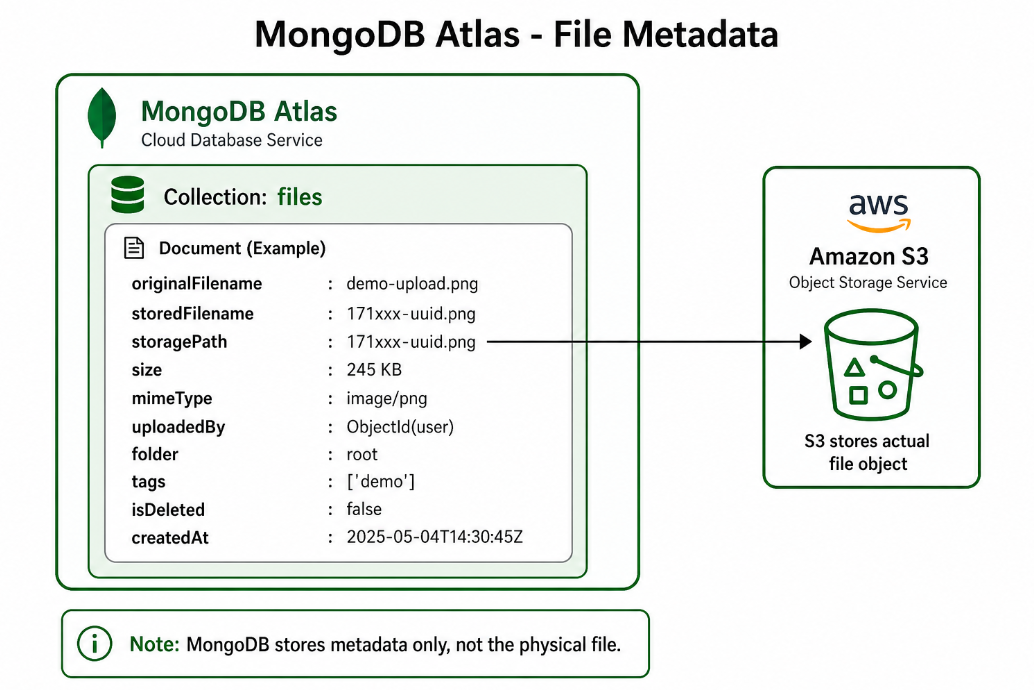 MongoDB Atlas - File Metadata
MongoDB Atlas
Cloud Database Service
Collection: files
Document (Example)
originalFilename : demo-upload.png
storedFilename : 171xxx-uuid.png
storagePath : 171xxx-uuid.png
size : 245 KB
mimeType : image/png
uploadedBy : ObjectId(user)
folder : root
tags : ['demo']
isDeleted : false
createdAt : 2025-05-04T14:30:45Z
aws
Amazon S3
Object Storage Service
S3 stores actual
file object
Note: MongoDB stores metadata only, not the physical file.